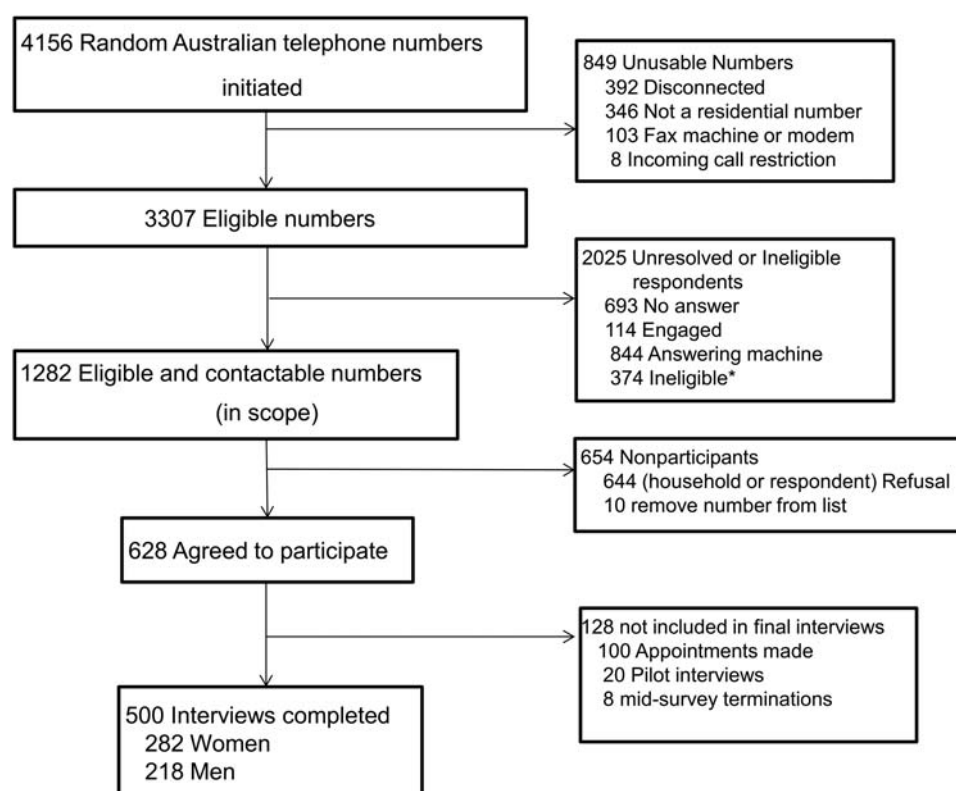 4156 Random Australian telephone numbers
initiated
849 Unusable Numbers
392 Disconnected
346 Not a residential number
103 Fax machine or modem
8 Incoming call restriction
3307 Eligible numbers
2025 Unresolved or Ineligible
respondents
693 No answer
114 Engaged
844 Answering machine
374 Ineligible*
1282 Eligible and contactable numbers
(in scope)
654 Nonparticipants
644 (household or respondent) Refusal
10 remove number from list
628 Agreed to participate
128 not included in final interviews
100 Appointments made
20 Pilot interviews
8 mid-survey terminations
500 Interviews completed
282 Women
218 Men